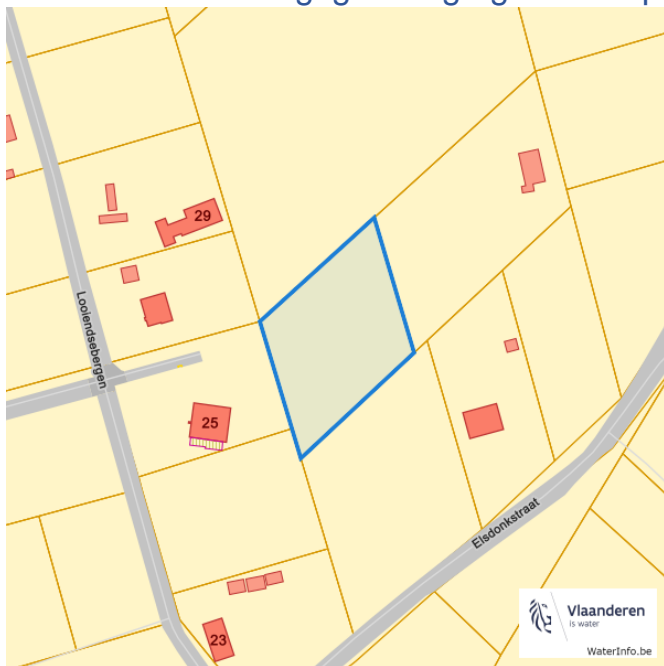 29
Looiendsebergen
25
Elsdonkstraat
23
Vlaanderen
is water
WaterInfo.be